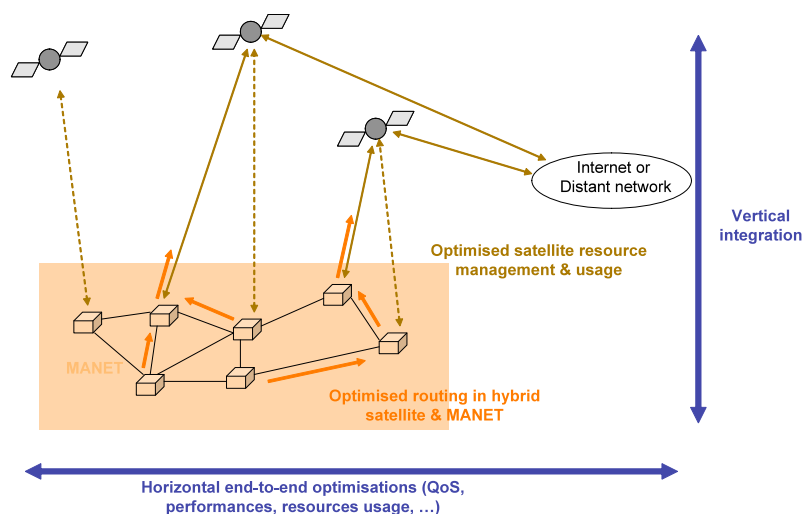 Internet or
Distant network
Vertical
integration
Optimised satellite resource
management & usage
MANET
Optimised routing in hybrid
satellite & MANET
Horizontal end-to-end optimisations (QoS,
performances, resources usage, …)